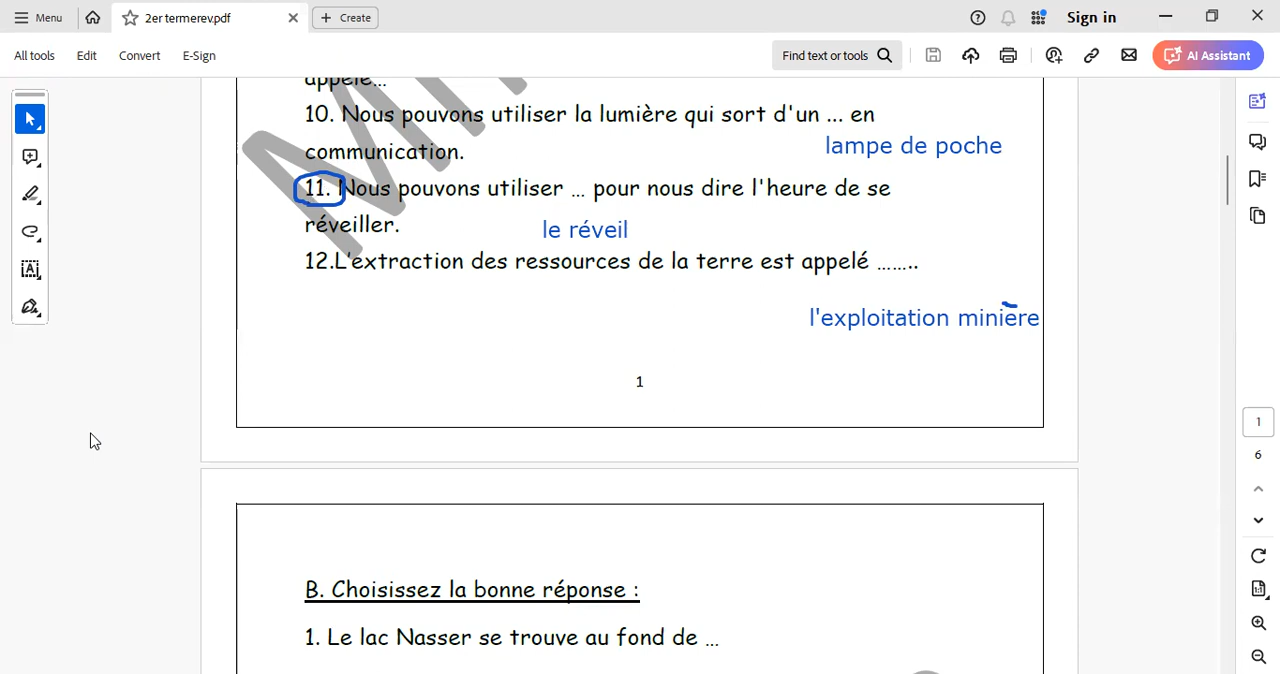 Menu
2er termerev.pdf
Create
Sign in
All tools
Edit
Convert
E-Sign
Find text or tools
AI Assistant
appelé...
10. Nous pouvons utiliser la lumière qui sort d'un ... en
lampe de poche
communication.
11. Nous pouvons utiliser ... pour nous dire l'heure de se
réveiller.
le réveil
12.L'extraction des ressources de la terre est appelé ……..
l'exploitation minière
1
1
6
B. Choisissez la bonne réponse :
1. Le lac Nasser se trouve au fond de ...